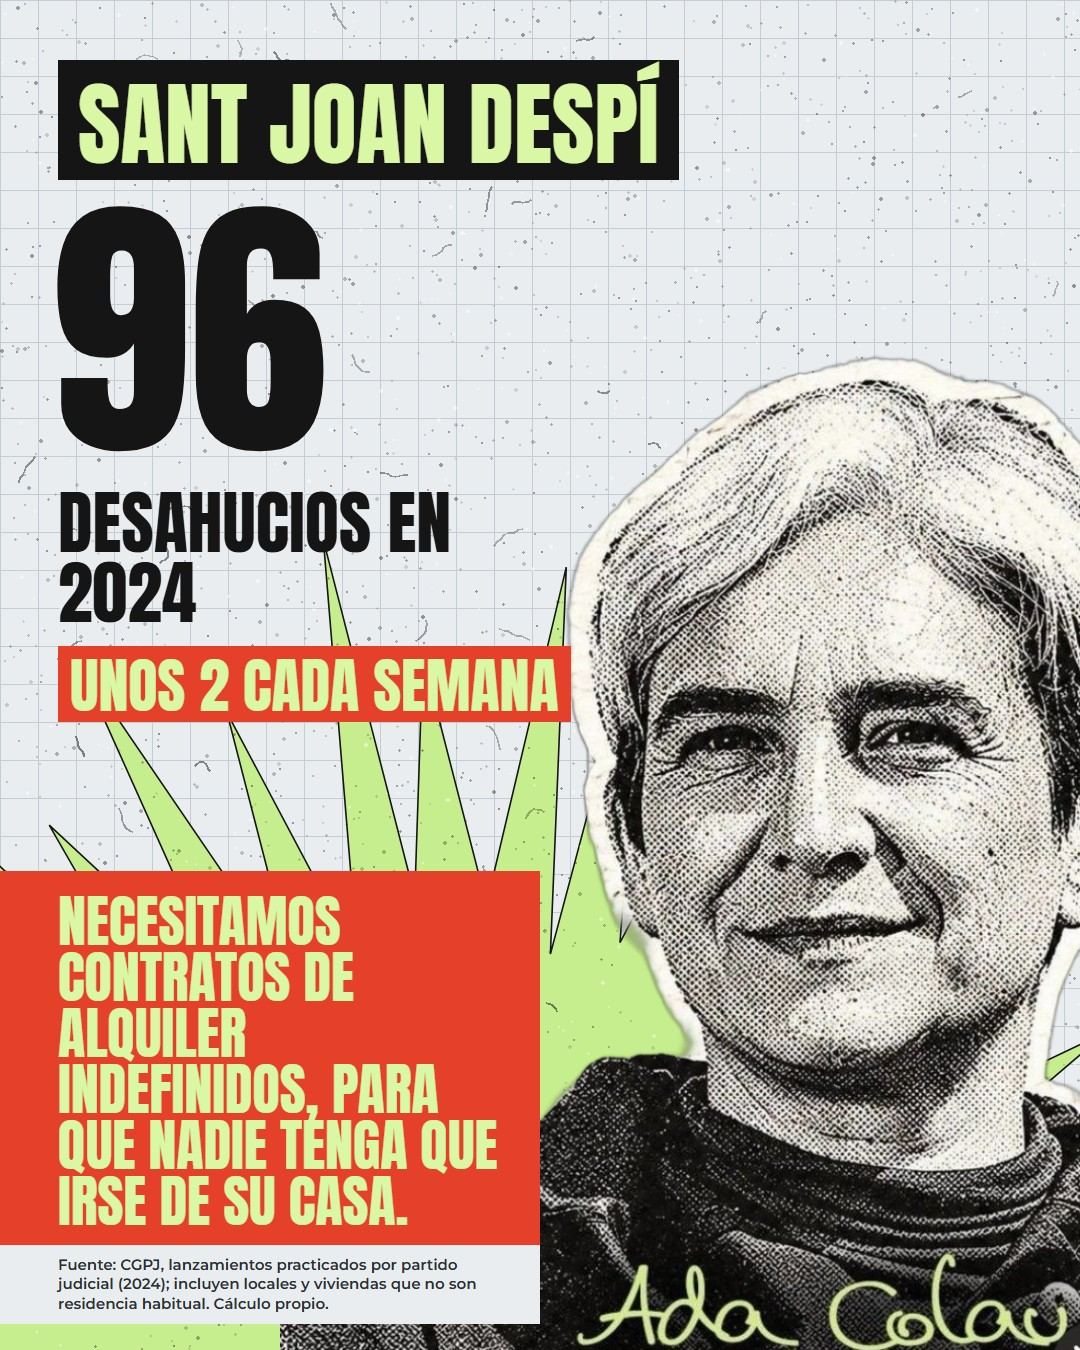 SANT JOAN DESPÍ
96
DESAHUCIOS EN
2024
UNOS 2 CADA SEMANA
NECESITAMOS
CONTRATOS DE
ALQUILER
INDEFINIDOS, PARA
QUE NADIE TENGA QUE
IRSE DE SU CASA.
Fuente: CGPJ, lanzamientos practicados por partido
judicial (2024); incluyen locales y viviendas que no son
residencia habitual. Cálculo propio.
Ada Colau